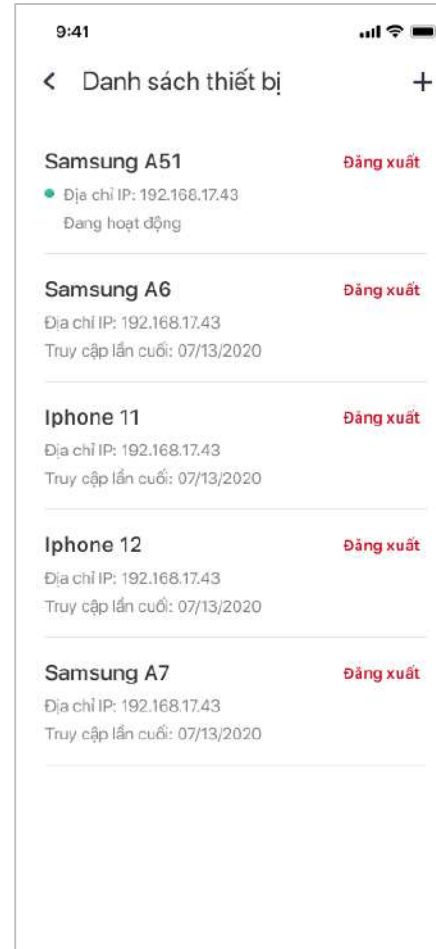 9:41
Danh sách thiết bị
Samsung A51 Đăng xuất
Địa chỉ IP: 192.168.17.43
Đang hoạt động
Samsung A6 Đăng xuất
Địa chỉ IP: 192.168.17.43
Truy cập lần cuối: 07/13/2020
Iphone 11 Đăng xuất
Địa chỉ IP: 192.168.17.43
Truy cập lần cuối: 07/13/2020
Iphone 12 Đăng xuất
Địa chỉ IP: 192.168.17.43
Truy cập lần cuối: 07/13/2020
Samsung A7 Đăng xuất
Địa chỉ IP: 192.168.17.43
Truy cập lần cuối: 07/13/2020